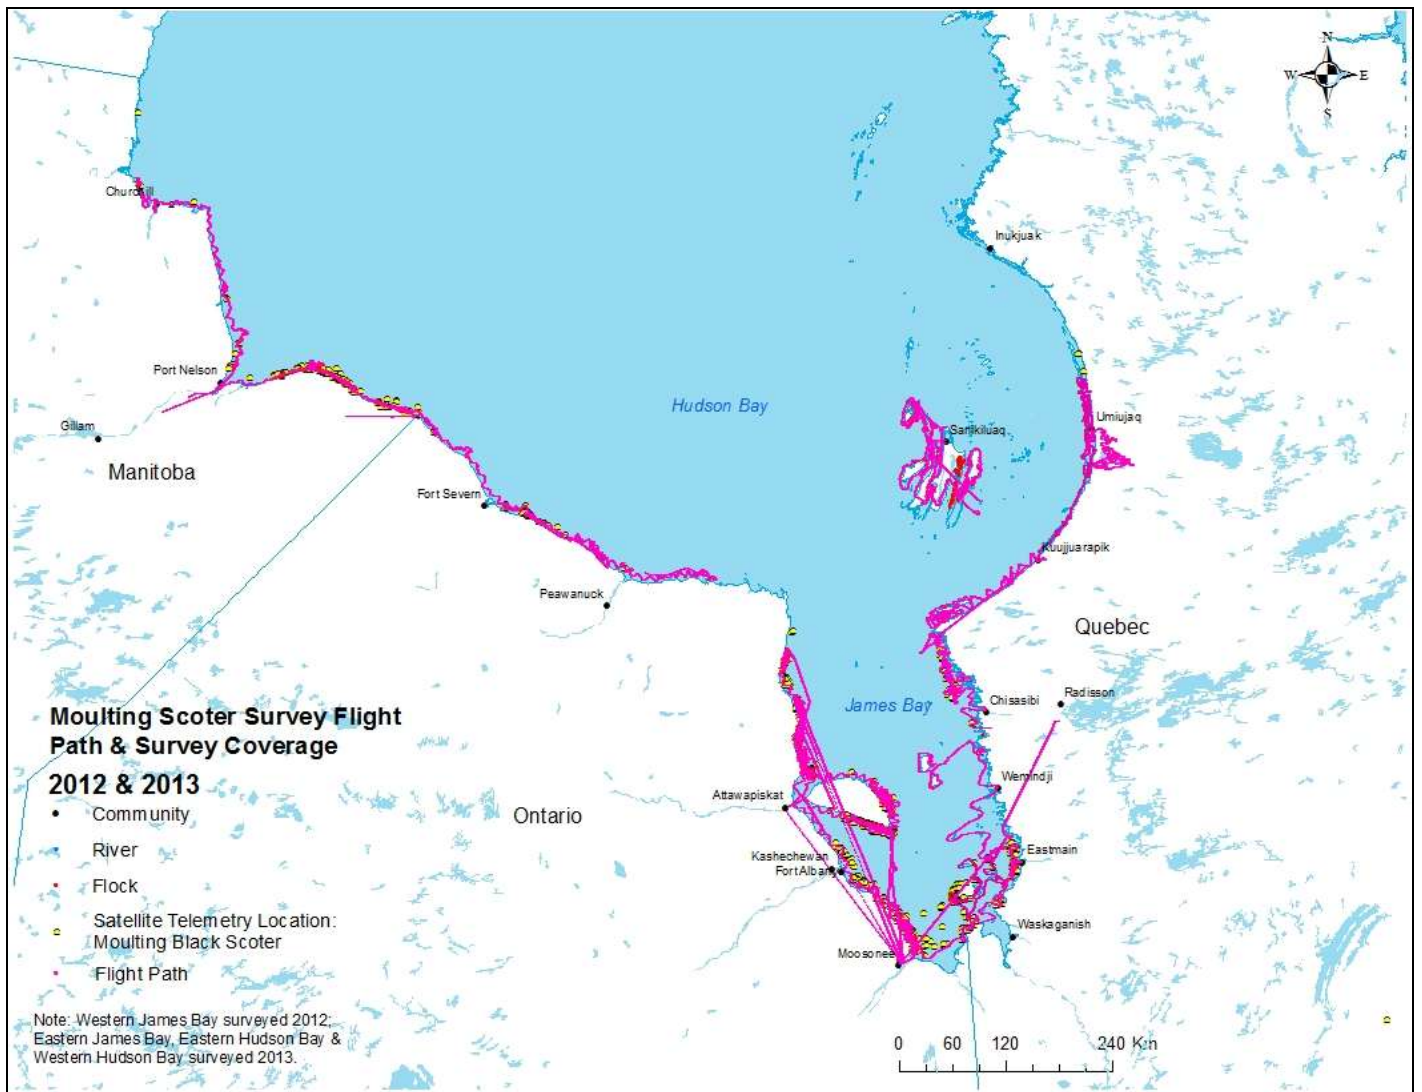 N
W E
S
Churchill
Inukjuak
Port Nelson
Hudson Bay
Umiujaq
Sanikiluaq
Gillam
Manitoba
Fort Severn
Kuujjuarapik
Peawanuck
Quebec
Radisson
Chisasibi
James Bay
Moulting Scoter Survey Flight
Path & Survey Coverage
2012 & 2013
Wemindji
Attawapiskat
Community
Ontario
River
Eastmain
Kashechewan
Fort Albany
Flock
Satellite Telemetry Location:
Moulting Black Scoter
Waskaganish
Moosonee
Flight Path
Note: Western James Bay surveyed 2012;
Eastern James Bay, Eastern Hudson Bay &
Western Hudson Bay surveyed 2013.
0 60 120 240 Km